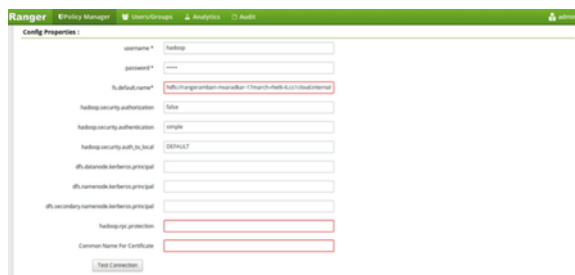 Ranger Policy Manager Users/Groups Analytics Audit admin
Config Properties :
username * hadoop
password * •••••
fs.default.name*
hadoop.security.authorization false
hadoop.security.authentication simple
hadoop.security.auth_to_local DEFAULT
dfs.datanode.kerberos.principal
dfs.namenode.kerberos.principal
dfs.secondary.namenode.kerberos.principal
hadoop.rpc.protection
Common Name For Certificate
Test Connection